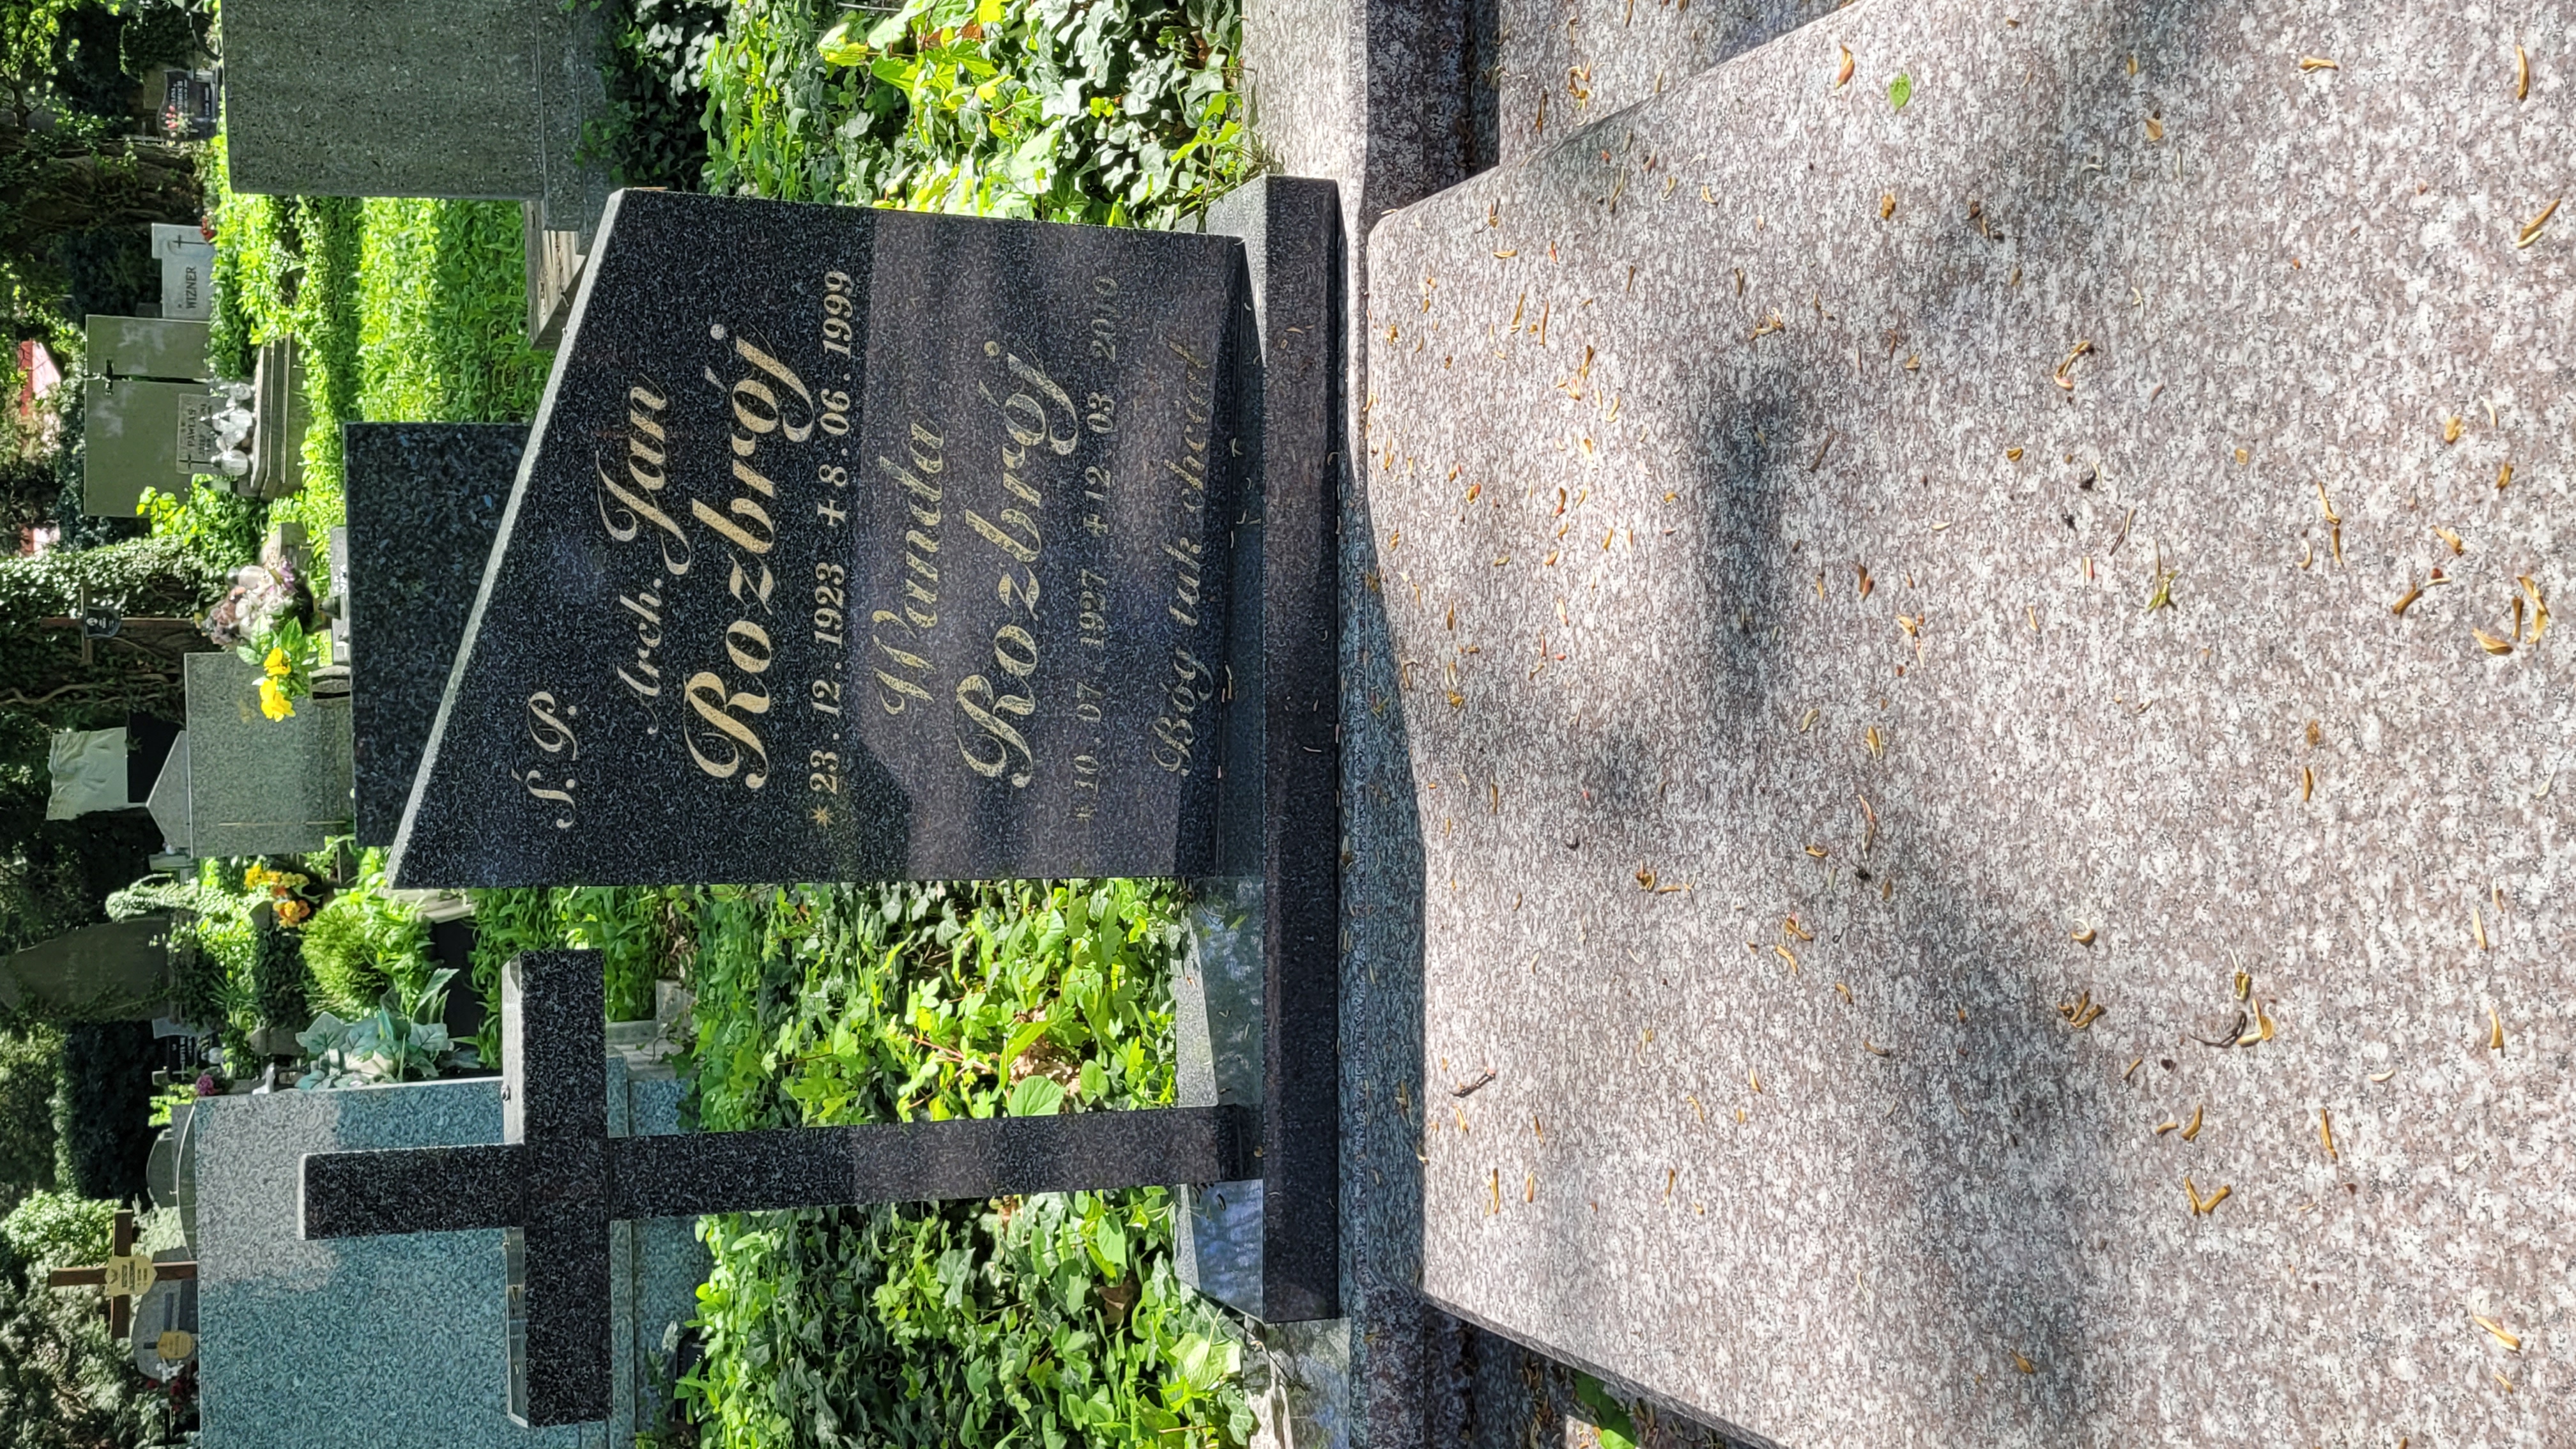 Ś. P.
Arch. Jan
Rozbrój
* 23. 12. 1923 + 8. 06. 1999
Wanda
Rozbrój
* 10. 07. 1927 + 12. 03. 2010
Bóg tak chciał
WIZNER